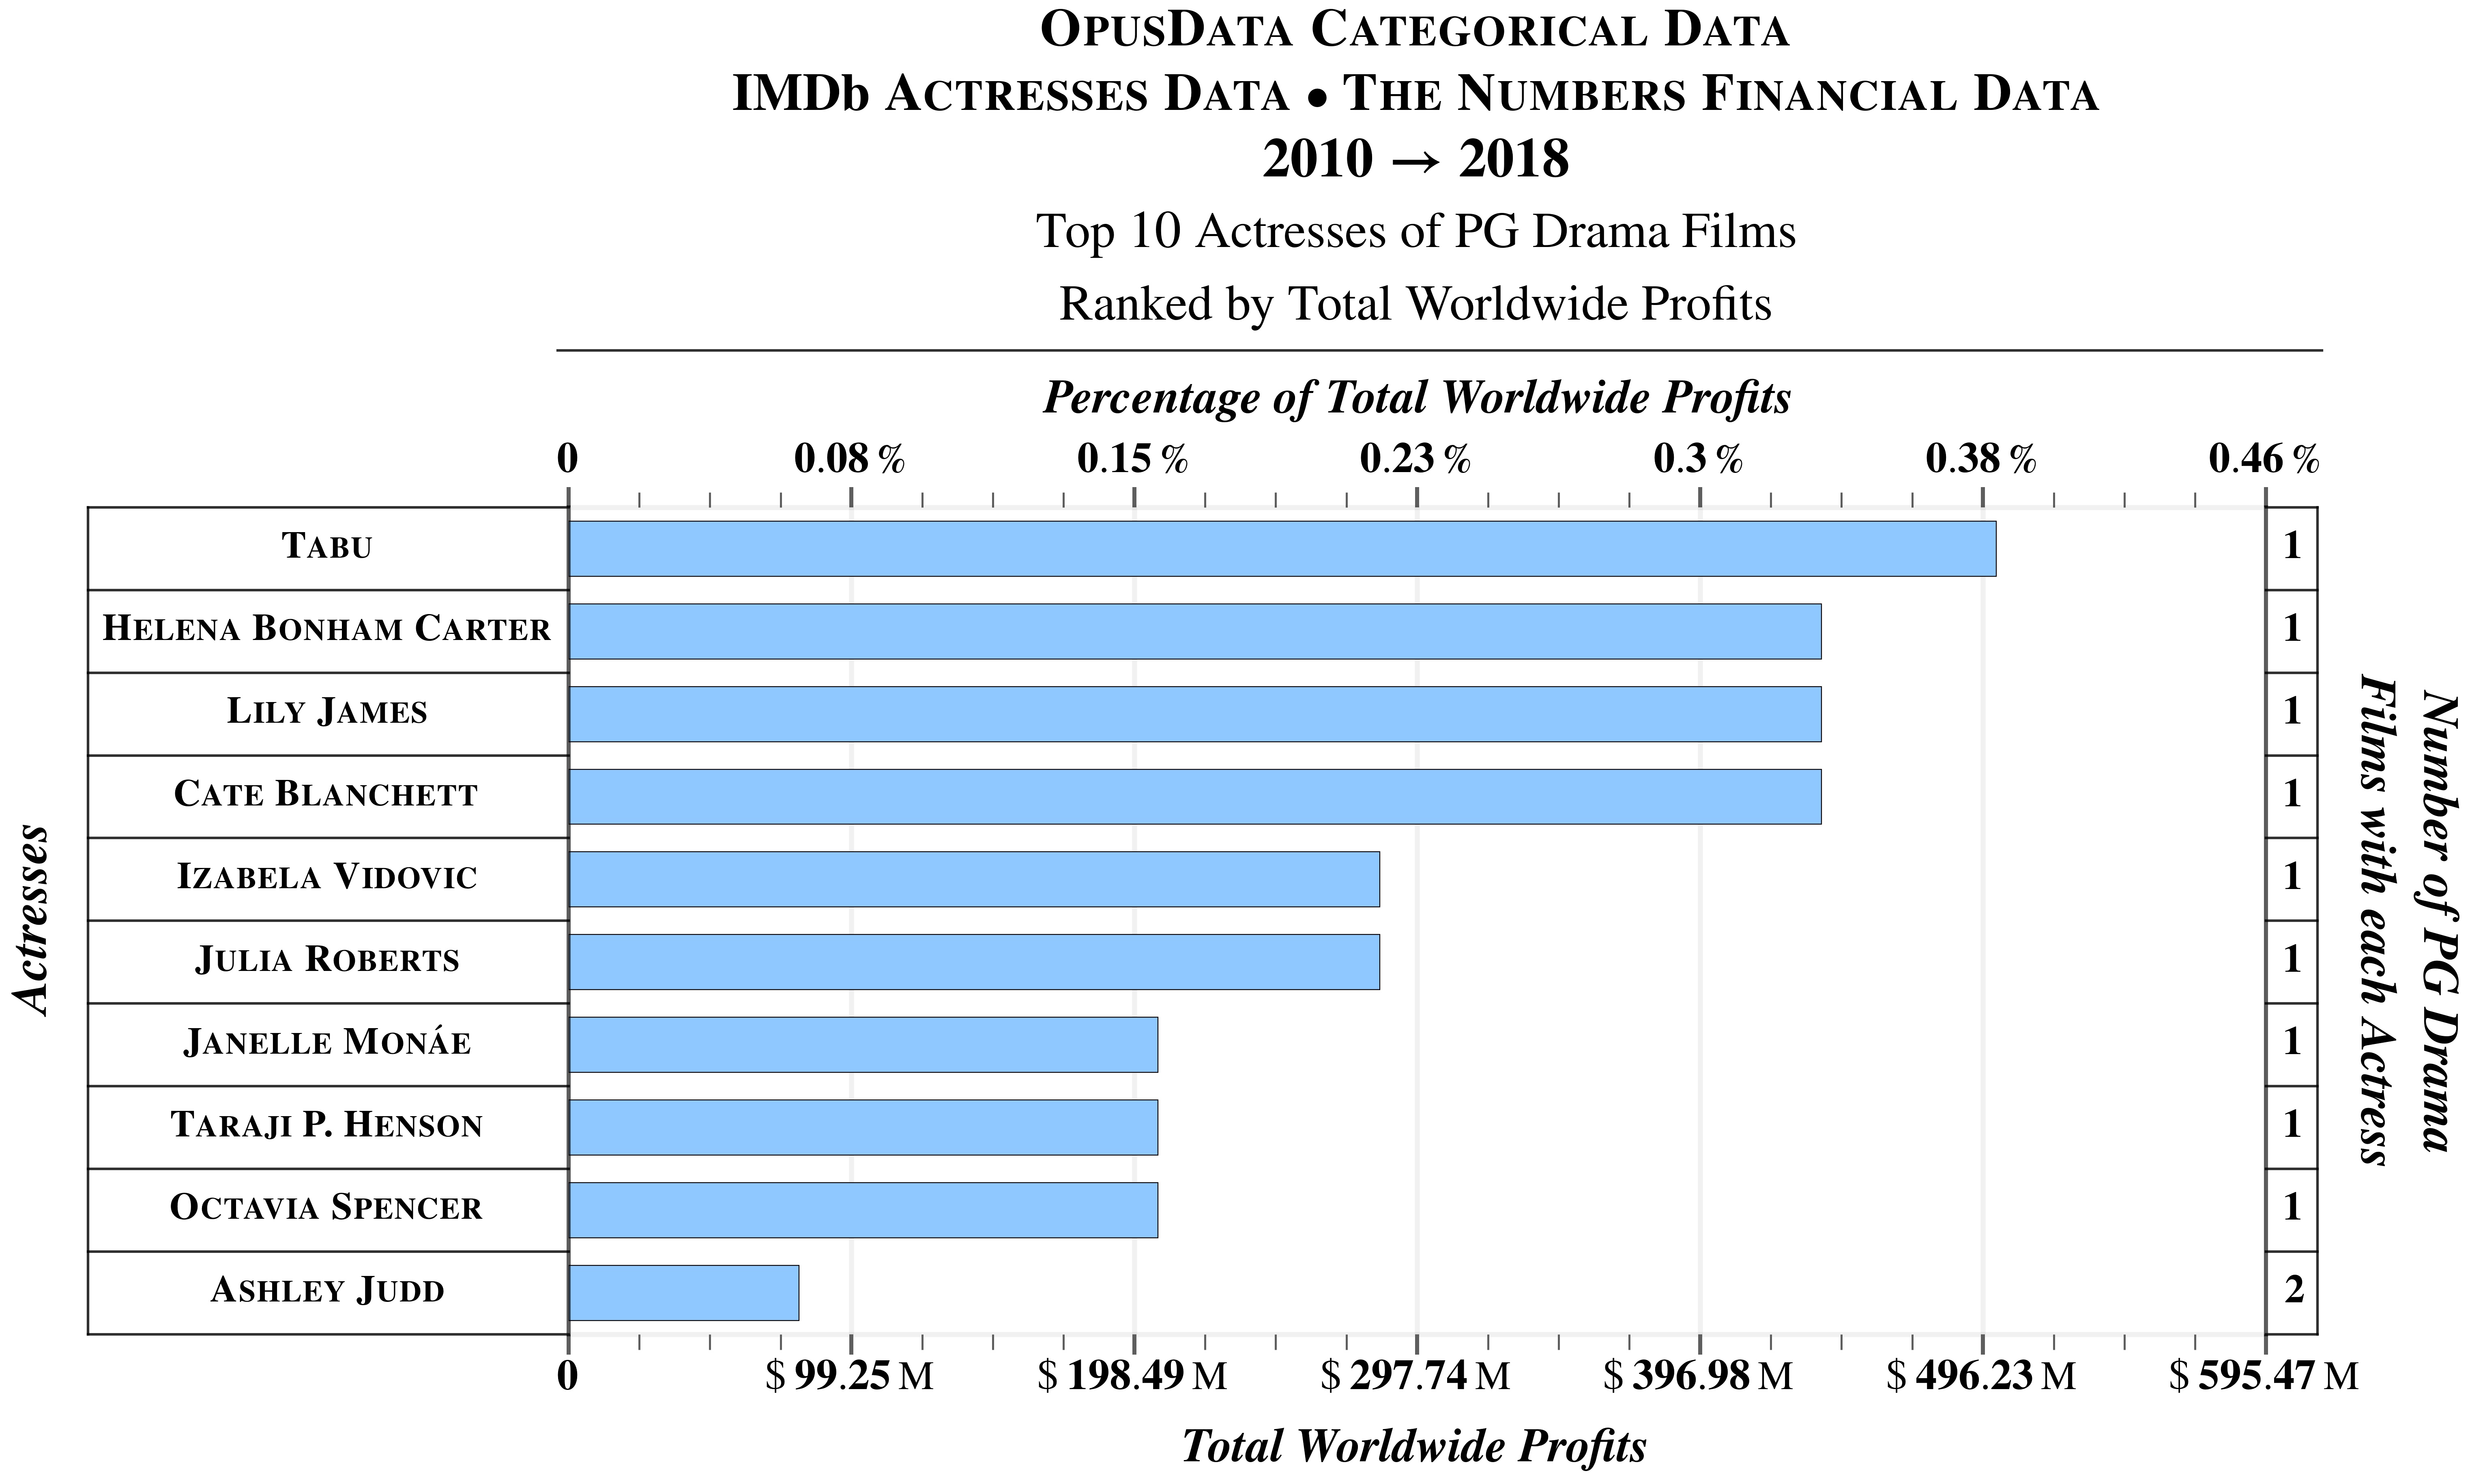 OpusData Categorical Data
IMDb Actresses Data • The Numbers Financial Data
2010 → 2018
Top 10 Actresses of PG Drama Films
Ranked by Total Worldwide Profits
Percentage of Total Worldwide Profits
0 0.08 % 0.15 % 0.23 % 0.3 % 0.38 % 0.46 %
Actresses
Tabu 1
Helena Bonham Carter 1
Lily James 1
Cate Blanchett 1
Izabela Vidovic 1
Julia Roberts 1
Janelle Monáe 1
Taraji P. Henson 1
Octavia Spencer 1
Ashley Judd 2
Number of PG Drama
Films with each Actress
0 $ 99.25 M $ 198.49 M $ 297.74 M $ 396.98 M $ 496.23 M $ 595.47 M
Total Worldwide Profits